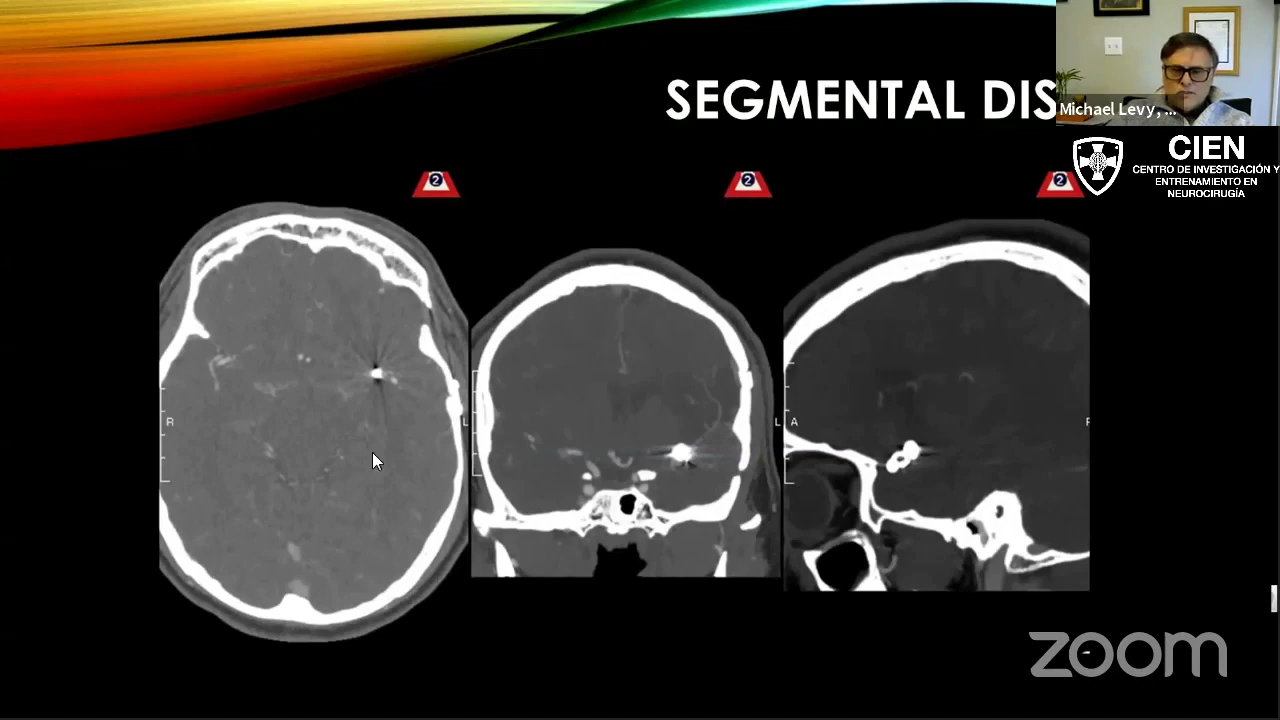 SEGMENTAL DIS
Michael Levy, ...
CIEN
CENTRO DE INVESTIGACIÓN Y
ENTRENAMIENTO EN
NEUROCIRUGÍA
2
2
2
R
L
L
A
zoom